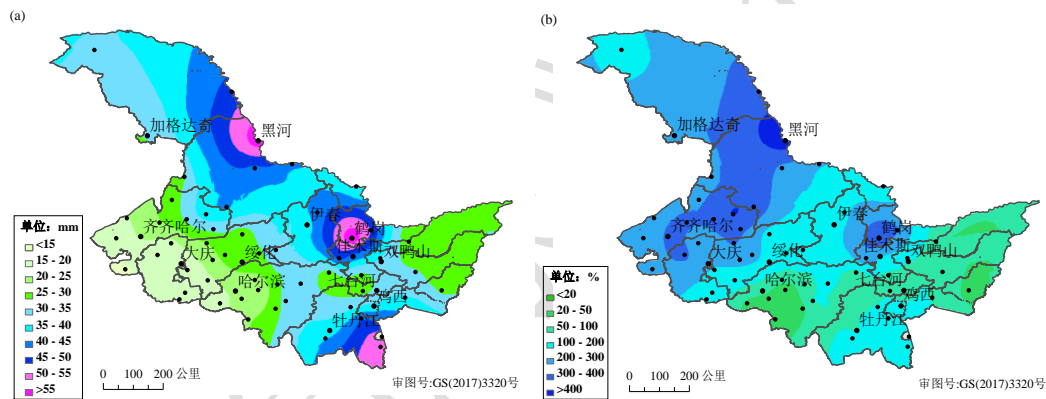 (a)
加格达奇
黑河
伊春
鹤岗
齐齐哈尔
佳木斯
双鸭山
大庆
绥化
七台河
哈尔滨
鸡西
牡丹江
单位：mm
<15
15 - 20
20 - 25
25 - 30
30 - 35
35 - 40
40 - 45
45 - 50
50 - 55
>55
0 100 200 公里
审图号:GS(2017)3320号
(b)
加格达奇
黑河
伊春
鹤岗
齐齐哈尔
佳木斯
双鸭山
大庆
绥化
七台河
哈尔滨
鸡西
牡丹江
单位：%
<20
20 - 50
50 - 100
100 - 200
200 - 300
300 - 400
>400
0 100 200 公里
审图号:GS(2017)3320号